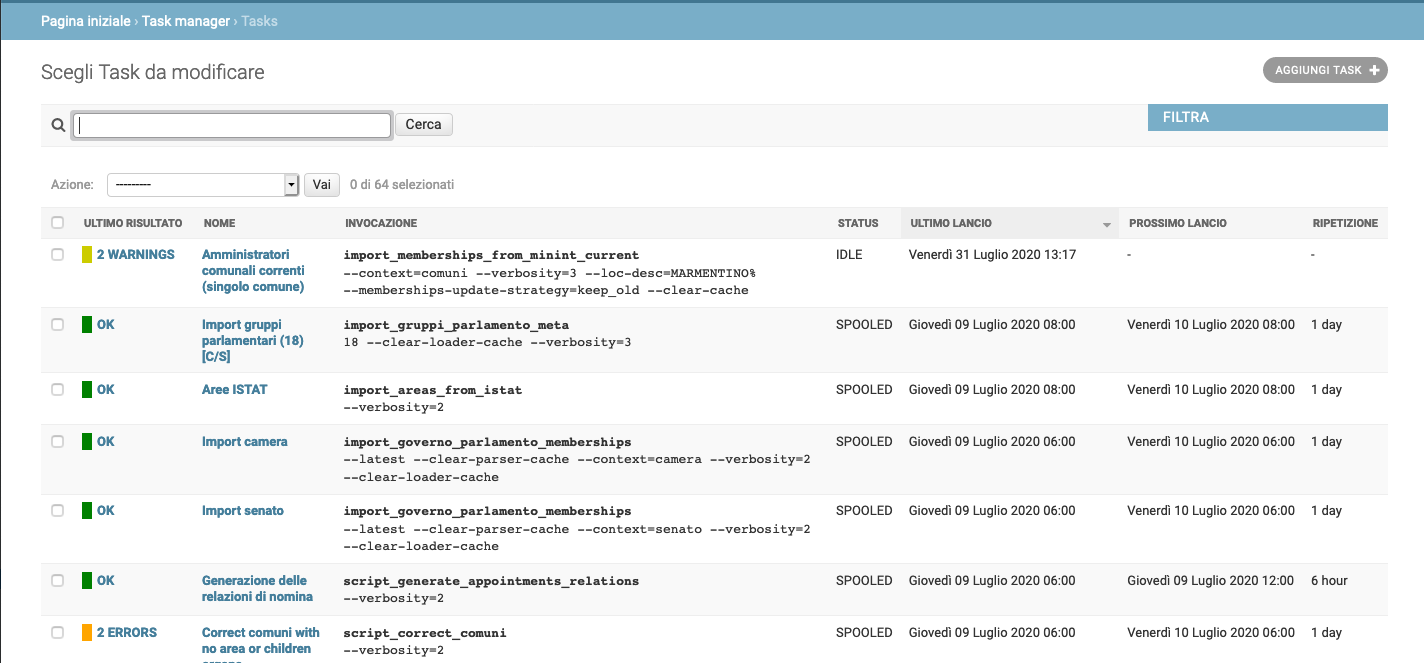 Pagina iniziale › Task manager › Tasks
Scegli Task da modificare
AGGIUNGI TASK +
Cerca
FILTRA
Azione: --------- Vai 0 di 64 selezionati
ULTIMO RISULTATO NOME INVOCAZIONE STATUS ULTIMO LANCIO PROSSIMO LANCIO RIPETIZIONE
2 WARNINGS Amministratori import_memberships_from_minint_current IDLE Venerdì 31 Luglio 2020 13:17 - -
comunali correnti --context=comuni --verbosity=3 --loc-desc=MARMENTINO%
(singolo comune) --memberships-update-strategy=keep_old --clear-cache
OK Import gruppi import_gruppi_parlamento_meta SPOOLED Giovedì 09 Luglio 2020 08:00 Venerdì 10 Luglio 2020 08:00 1 day
parlamentari (18) 18 --clear-loader-cache --verbosity=3
[C/S]
OK Aree ISTAT import_areas_from_istat SPOOLED Giovedì 09 Luglio 2020 08:00 Venerdì 10 Luglio 2020 08:00 1 day
--verbosity=2
OK Import camera import_governo_parlamento_memberships SPOOLED Giovedì 09 Luglio 2020 06:00 Venerdì 10 Luglio 2020 06:00 1 day
--latest --clear-parser-cache --context=camera --verbosity=2
--clear-loader-cache
OK Import senato import_governo_parlamento_memberships SPOOLED Giovedì 09 Luglio 2020 06:00 Venerdì 10 Luglio 2020 06:00 1 day
--latest --clear-parser-cache --context=senato --verbosity=2
--clear-loader-cache
OK Generazione delle script_generate_appointments_relations SPOOLED Giovedì 09 Luglio 2020 06:00 Giovedì 09 Luglio 2020 12:00 6 hour
relazioni di nomina --verbosity=2
2 ERRORS Correct comuni with script_correct_comuni SPOOLED Giovedì 09 Luglio 2020 06:00 Venerdì 10 Luglio 2020 06:00 1 day
no area or children --verbosity=2